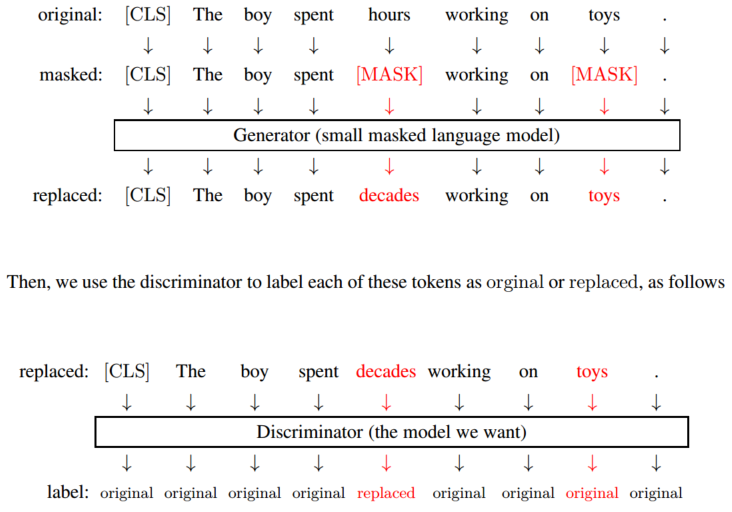 original: [CLS] The boy spent hours working on toys .
↓ ↓ ↓ ↓ ↓ ↓ ↓ ↓ ↓
masked: [CLS] The boy spent [MASK] working on [MASK] .
↓ ↓ ↓ ↓ ↓ ↓ ↓ ↓ ↓
Generator (small masked language model)
↓ ↓ ↓ ↓ ↓ ↓ ↓ ↓ ↓
replaced: [CLS] The boy spent decades working on toys .
Then, we use the discriminator to label each of these tokens as orginal or replaced, as follows
replaced: [CLS] The boy spent decades working on toys .
↓ ↓ ↓ ↓ ↓ ↓ ↓ ↓ ↓
Discriminator (the model we want)
↓ ↓ ↓ ↓ ↓ ↓ ↓ ↓ ↓
label: original original original original replaced original original original original